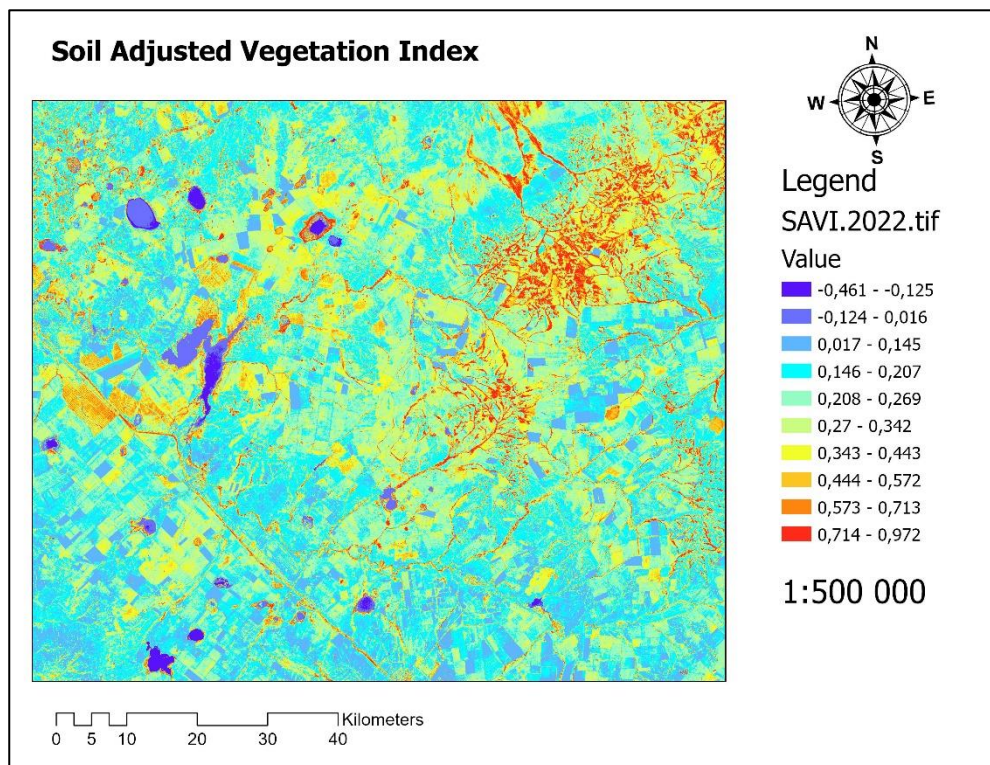 Soil Adjusted Vegetation Index
N
W E
S
Legend
SAVI.2022.tif
Value
-0,461 - -0,125
-0,124 - 0,016
0,017 - 0,145
0,146 - 0,207
0,208 - 0,269
0,27 - 0,342
0,343 - 0,443
0,444 - 0,572
0,573 - 0,713
0,714 - 0,972
1:500 000
Kilometers
0 5 10 20 30 40